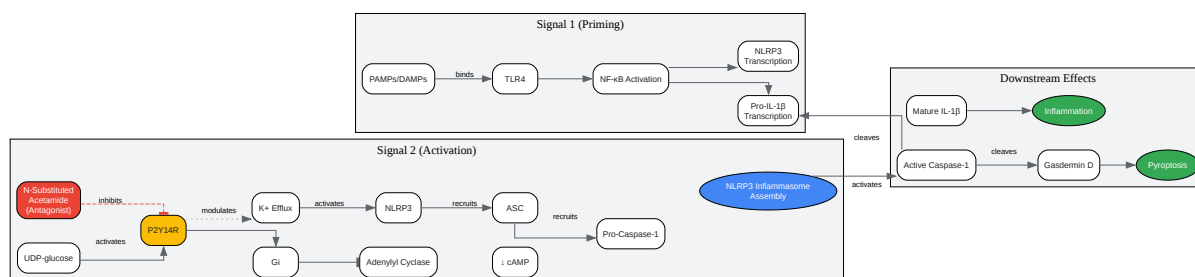 Signal 1 (Priming)
PAMPs/DAMPs
binds
TLR4
NF-κB Activation
NLRP3
Transcription
Pro-IL-1β
Transcription
Downstream Effects
Mature IL-1β
Inflammation
cleaves
Active Caspase-1
cleaves
Gasdermin D
Pyroptosis
activates
Signal 2 (Activation)
N-Substituted
Acetamide
(Antagonist)
inhibits
UDP-glucose
activates
P2Y14R
modulates
K+ Efflux
activates
NLRP3
recruits
ASC
recruits
Pro-Caspase-1
NLRP3 Inflammasome
Assembly
Gi
Adenylyl Cyclase
↓ cAMP